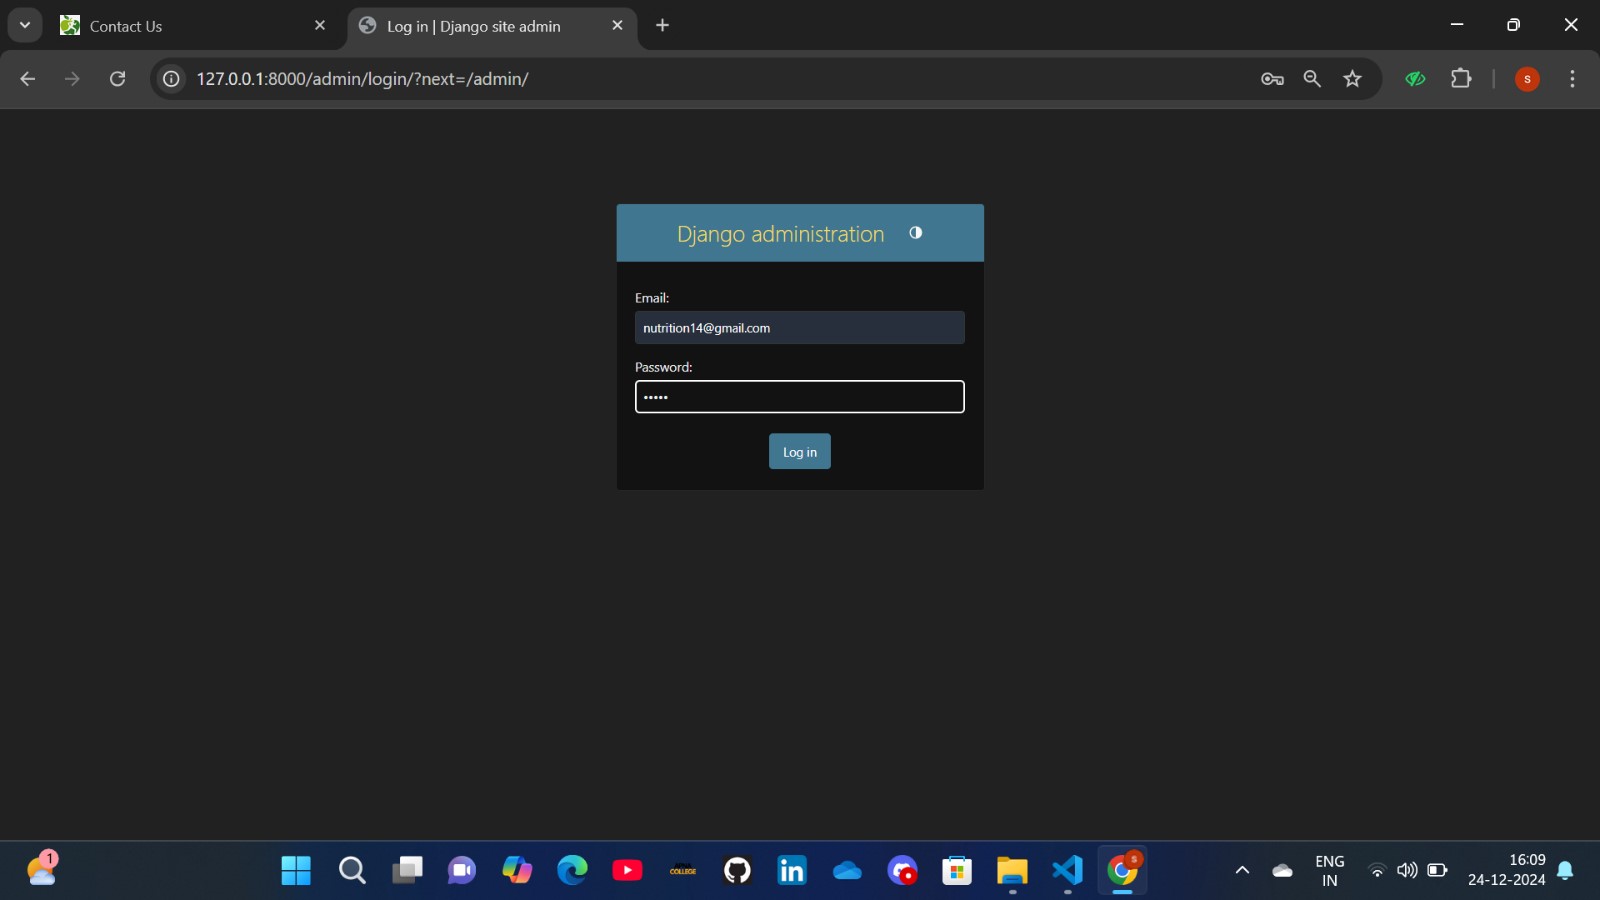 Contact Us
Log in | Django site admin
127.0.0.1:8000/admin/login/?next=/admin/
s
Django administration
Email:
nutrition14@gmail.com
Password:
•••••
Log in
1
COLLEGE
s
ENG
IN
16:09
24-12-2024